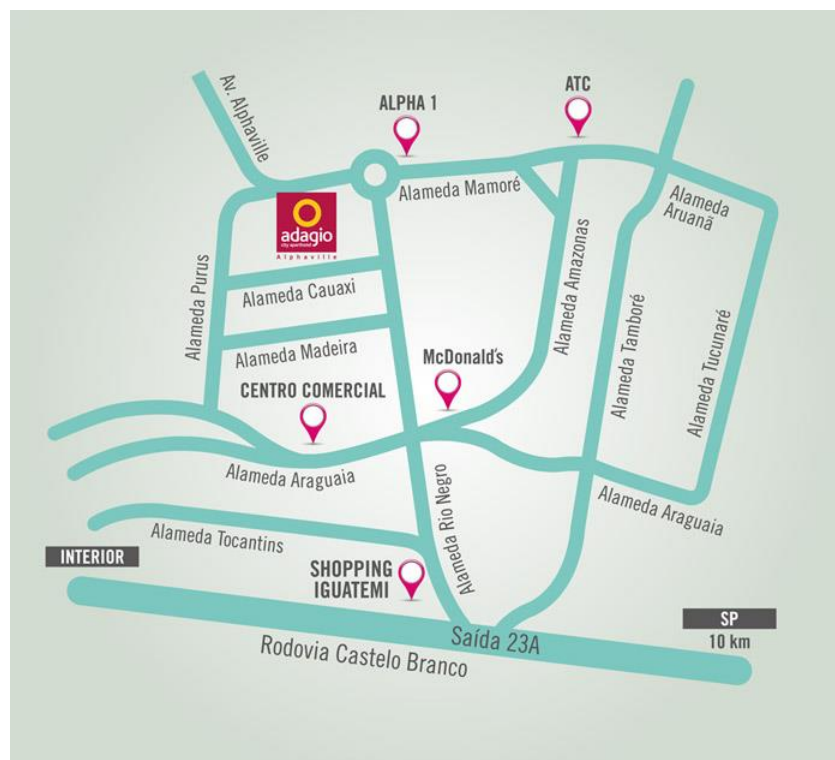 Av. Alphaville
ALPHA 1
ATC
Alameda Mamoré
Alameda
Aruanã
adagio
city aparthotel
Alphaville
Alameda Purus
Alameda Cauaxi
Alameda Amazonas
Alameda Tamboré
Alameda Tucunaré
Alameda Madeira
McDonald's
CENTRO COMERCIAL
Alameda Araguaia
Alameda Rio Negro
Alameda Araguaia
Alameda Tocantins
INTERIOR
SHOPPING
IGUATEMI
Saída 23A
Rodovia Castelo Branco
SP
10 km